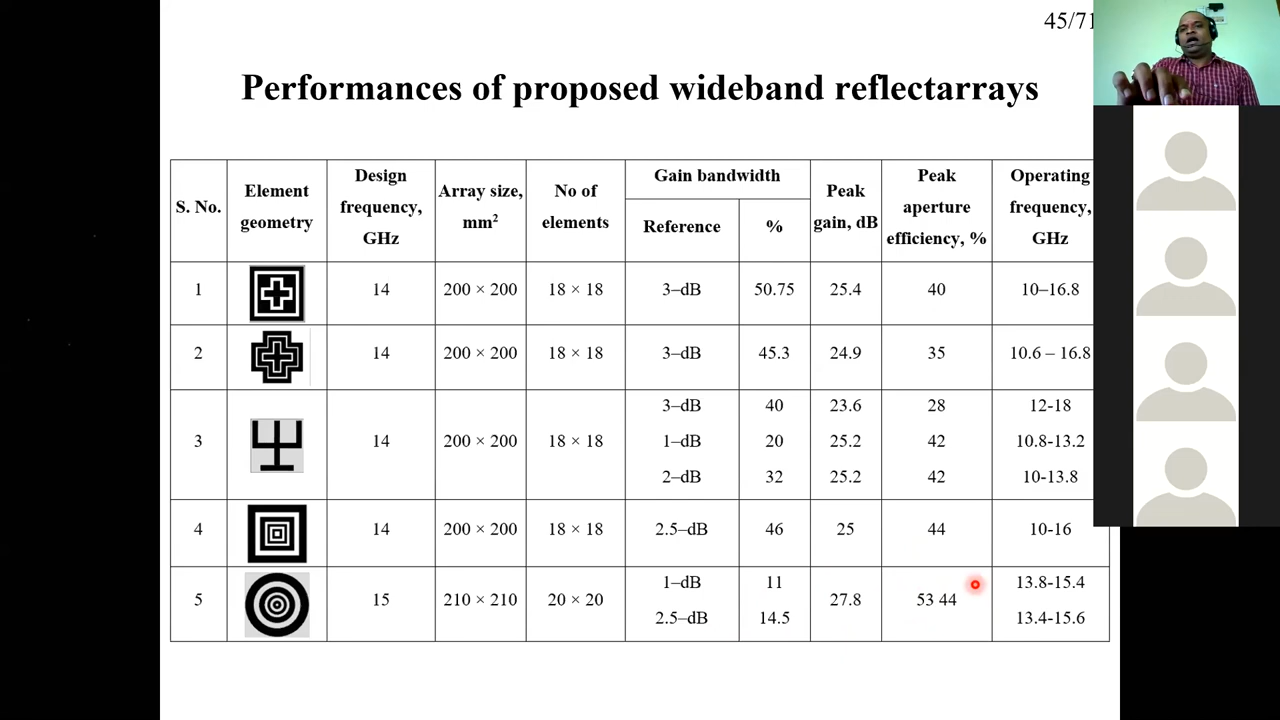 45/71
Performances of proposed wideband reflectarrays
S. No.
Element
geometry
Design
frequency,
GHz
Array size,
mm²
No of
elements
Gain bandwidth
Reference
%
Peak
gain, dB
Peak
aperture
efficiency, %
Operating
frequency,
GHz
1 14 200 × 200 18 × 18 3–dB 50.75 25.4 40 10–16.8
2 14 200 × 200 18 × 18 3–dB 45.3 24.9 35 10.6 – 16.8
3 14 200 × 200 18 × 18
3–dB 40 23.6 28 12-18
1–dB 20 25.2 42 10.8-13.2
2–dB 32 25.2 42 10-13.8
4 14 200 × 200 18 × 18 2.5–dB 46 25 44 10-16
5 15 210 × 210 20 × 20
1–dB 11 13.8-15.4
27.8 53 44
2.5–dB 14.5 13.4-15.6